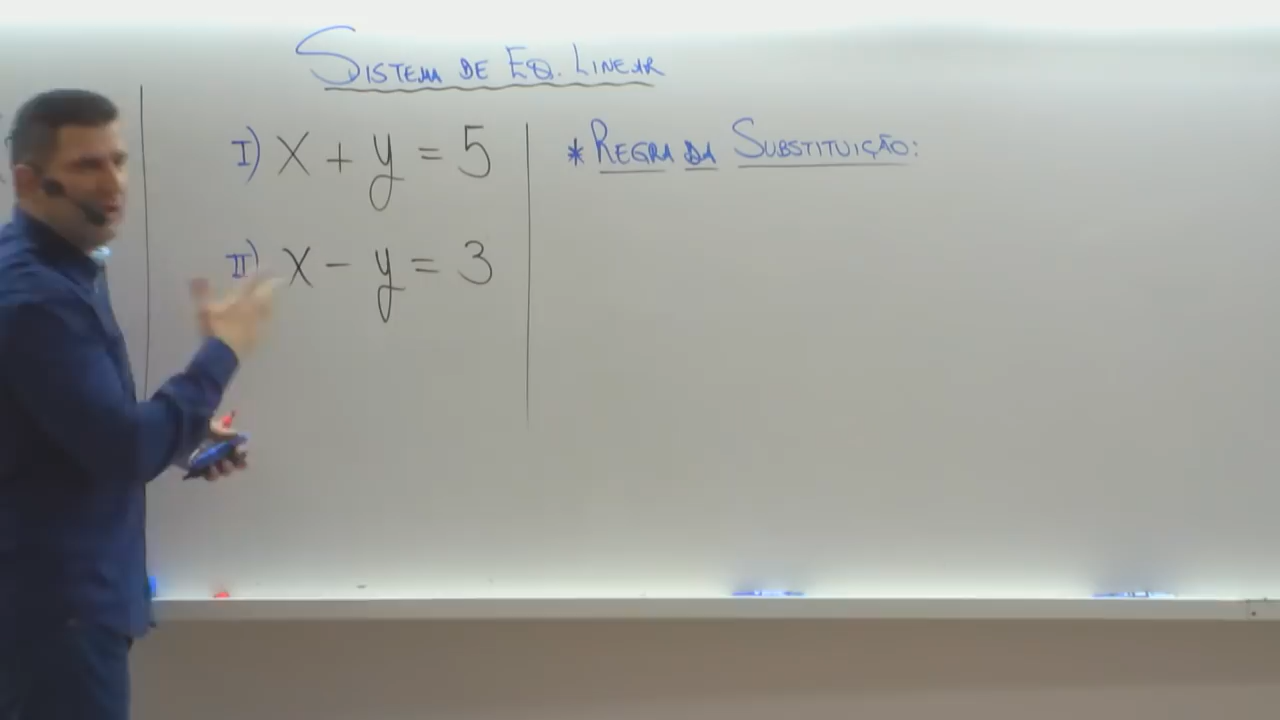 SISTEMA DE EQ. LINEAR
I) x + y = 5
II) x - y = 3
* REGRA DA SUBSTITUIÇÃO: